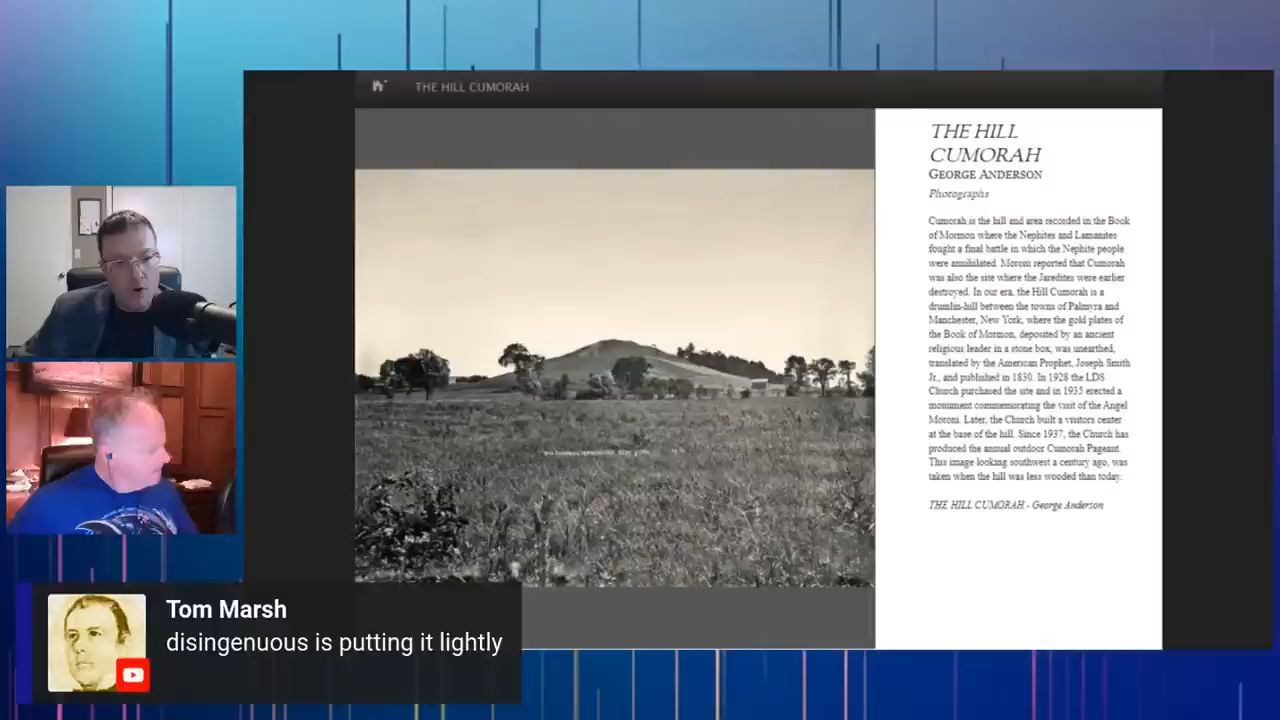 THE HILL CUMORAH
THE HILL
CUMORAH
GEORGE ANDERSON
Photographs
Cumorah is the hill and area recorded in the Book
of Mormon where the Nephites and Lamanites
fought a final battle in which the Nephite people
were annihilated. Moroni reported that Cumorah
was also the site where the Jaredites were earlier
destroyed. In our era, the Hill Cumorah is a
drumlin-hill between the towns of Palmyra and
Manchester, New York, where the gold plates of
the Book of Mormon, deposited by an ancient
religious leader in a stone box, was unearthed,
translated by the American Prophet, Joseph Smith
Jr., and published in 1830. In 1928 the LDS
Church purchased the site and in 1935 erected a
monument commemorating the visit of the Angel
Moroni. Later, the Church built a visitors center
at the base of the hill. Since 1937, the Church has
produced the annual outdoor Cumorah Pageant.
This image looking southwest a century ago, was
taken when the hill was less wooded than today.
THE HILL CUMORAH - George Anderson
Tom Marsh
disingenuous is putting it lightly